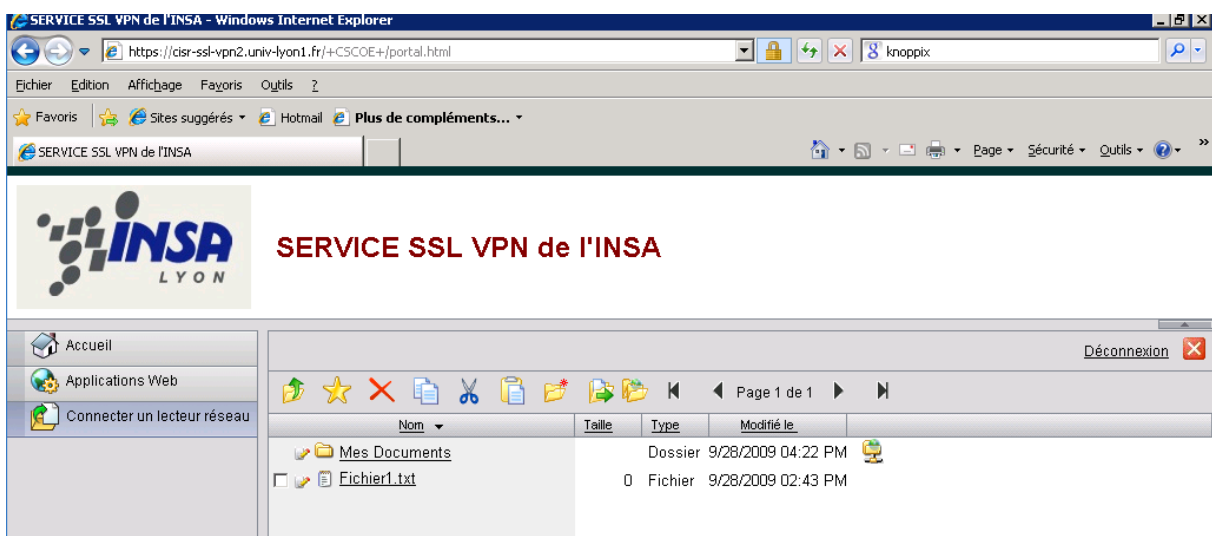 SERVICE SSL VPN de l'INSA - Windows Internet Explorer
https://cisr-ssl-vpn2.univ-lyon1.fr/+CSCOE+/portal.html knoppix
Fichier Edition Affichage Favoris Outils ?
Favoris Sites suggérés Hotmail Plus de compléments...
SERVICE SSL VPN de l'INSA Page Sécurité Outils
INSA
LYON
SERVICE SSL VPN de l'INSA
Accueil
Déconnexion
Applications Web
Page 1 de 1
Connecter un lecteur réseau
Nom Taille Type Modifié le
Mes Documents Dossier 9/28/2009 04:22 PM
Fichier1.txt 0 Fichier 9/28/2009 02:43 PM